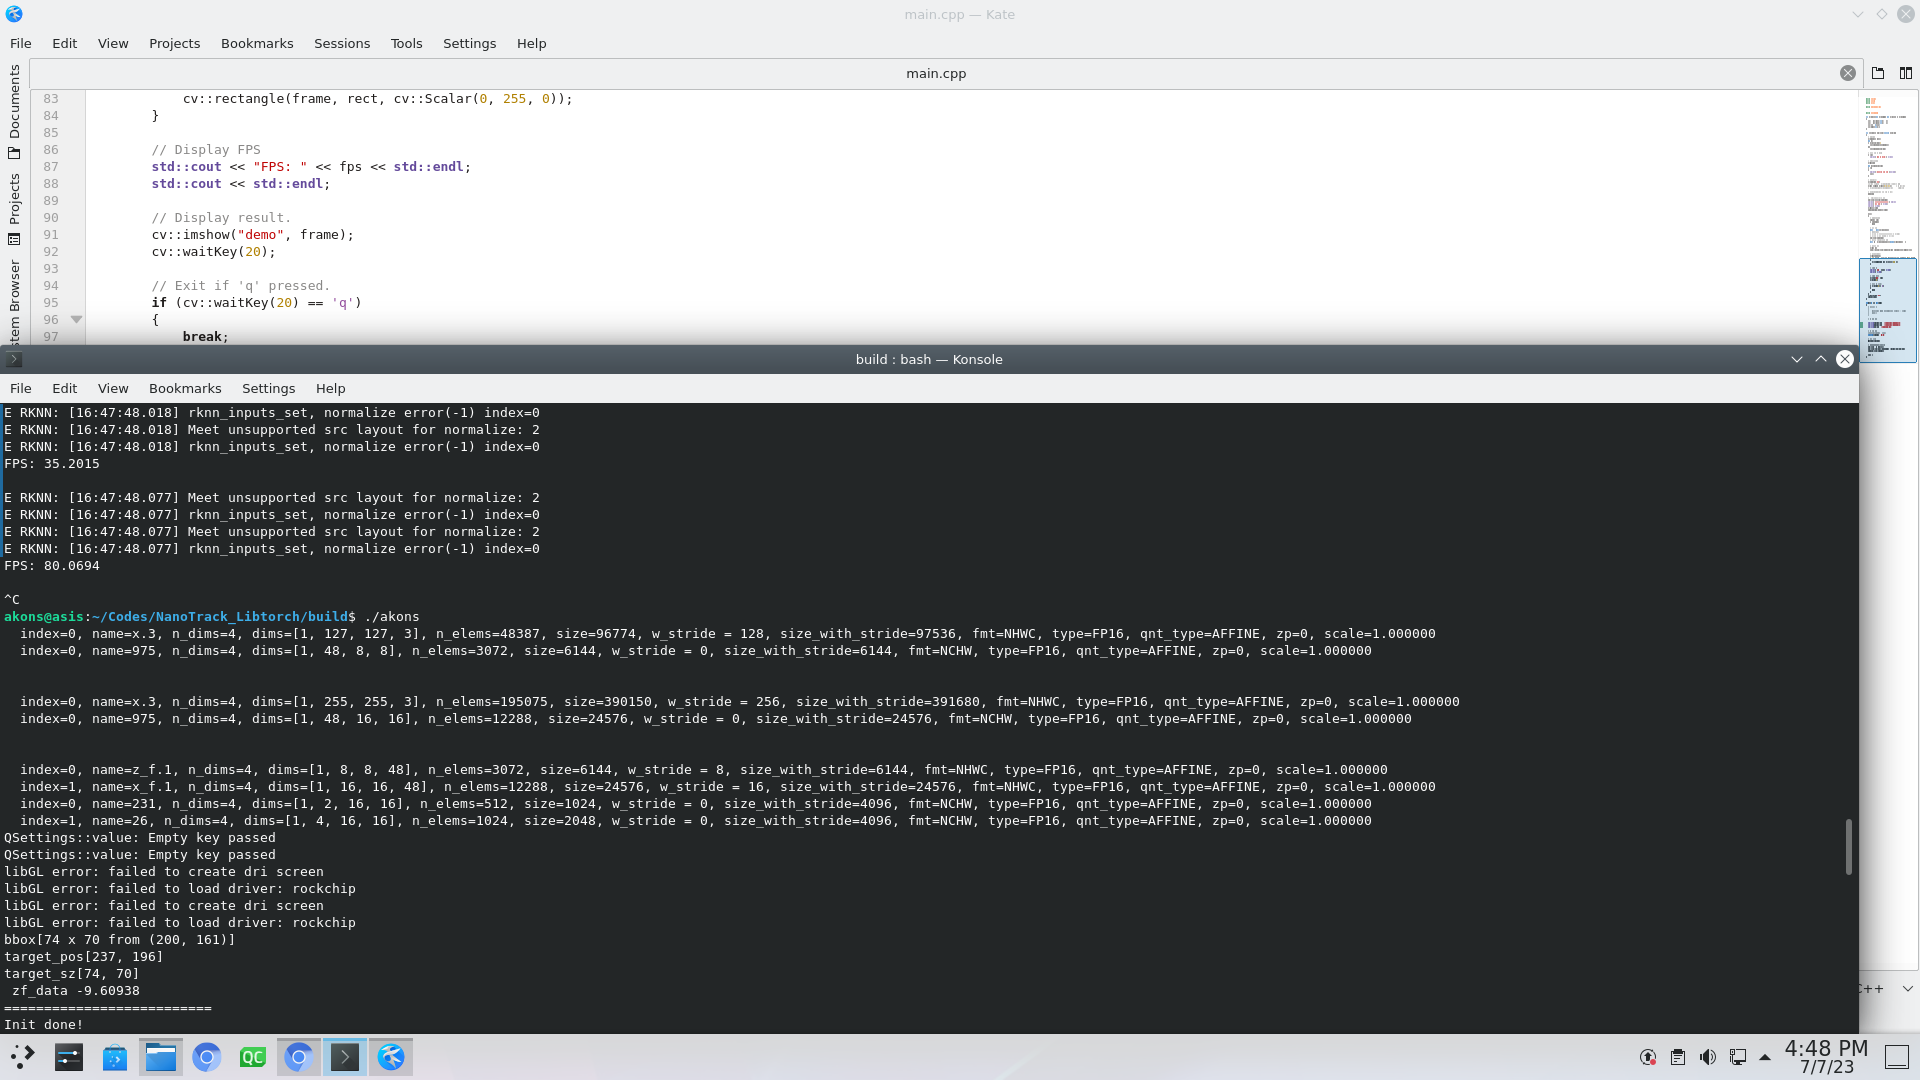 main.cpp — Kate
File Edit View Projects Bookmarks Sessions Tools Settings Help
main.cpp
Documents
Projects
stem Browser
83 cv::rectangle(frame, rect, cv::Scalar(0, 255, 0));
84 }
85
86 // Display FPS
87 std::cout << "FPS: " << fps << std::endl;
88 std::cout << std::endl;
89
90 // Display result.
91 cv::imshow("demo", frame);
92 cv::waitKey(20);
93
94 // Exit if 'q' pressed.
95 if (cv::waitKey(20) == 'q')
96 {
97 break;
build : bash — Konsole
File Edit View Bookmarks Settings Help
E RKNN: [16:47:48.018] rknn_inputs_set, normalize error(-1) index=0
E RKNN: [16:47:48.018] Meet unsupported src layout for normalize: 2
E RKNN: [16:47:48.018] rknn_inputs_set, normalize error(-1) index=0
FPS: 35.2015
E RKNN: [16:47:48.077] Meet unsupported src layout for normalize: 2
E RKNN: [16:47:48.077] rknn_inputs_set, normalize error(-1) index=0
E RKNN: [16:47:48.077] Meet unsupported src layout for normalize: 2
E RKNN: [16:47:48.077] rknn_inputs_set, normalize error(-1) index=0
FPS: 80.0694
^C
akons@asis:~/Codes/NanoTrack_Libtorch/build$ ./akons
index=0, name=x.3, n_dims=4, dims=[1, 127, 127, 3], n_elems=48387, size=96774, w_stride = 128, size_with_stride=97536, fmt=NHWC, type=FP16, qnt_type=AFFINE, zp=0, scale=1.000000
index=0, name=975, n_dims=4, dims=[1, 48, 8, 8], n_elems=3072, size=6144, w_stride = 0, size_with_stride=6144, fmt=NCHW, type=FP16, qnt_type=AFFINE, zp=0, scale=1.000000
index=0, name=x.3, n_dims=4, dims=[1, 255, 255, 3], n_elems=195075, size=390150, w_stride = 256, size_with_stride=391680, fmt=NHWC, type=FP16, qnt_type=AFFINE, zp=0, scale=1.000000
index=0, name=975, n_dims=4, dims=[1, 48, 16, 16], n_elems=12288, size=24576, w_stride = 0, size_with_stride=24576, fmt=NCHW, type=FP16, qnt_type=AFFINE, zp=0, scale=1.000000
index=0, name=z_f.1, n_dims=4, dims=[1, 8, 8, 48], n_elems=3072, size=6144, w_stride = 8, size_with_stride=6144, fmt=NHWC, type=FP16, qnt_type=AFFINE, zp=0, scale=1.000000
index=1, name=x_f.1, n_dims=4, dims=[1, 16, 16, 48], n_elems=12288, size=24576, w_stride = 16, size_with_stride=24576, fmt=NHWC, type=FP16, qnt_type=AFFINE, zp=0, scale=1.000000
index=0, name=231, n_dims=4, dims=[1, 2, 16, 16], n_elems=512, size=1024, w_stride = 0, size_with_stride=4096, fmt=NCHW, type=FP16, qnt_type=AFFINE, zp=0, scale=1.000000
index=1, name=26, n_dims=4, dims=[1, 4, 16, 16], n_elems=1024, size=2048, w_stride = 0, size_with_stride=4096, fmt=NCHW, type=FP16, qnt_type=AFFINE, zp=0, scale=1.000000
QSettings::value: Empty key passed
QSettings::value: Empty key passed
libGL error: failed to create dri screen
libGL error: failed to load driver: rockchip
libGL error: failed to create dri screen
libGL error: failed to load driver: rockchip
bbox[74 x 70 from (200, 161)]
target_pos[237, 196]
target_sz[74, 70]
zf_data -9.60938
==========================
Init done!
C++
QC
4:48 PM
7/7/23